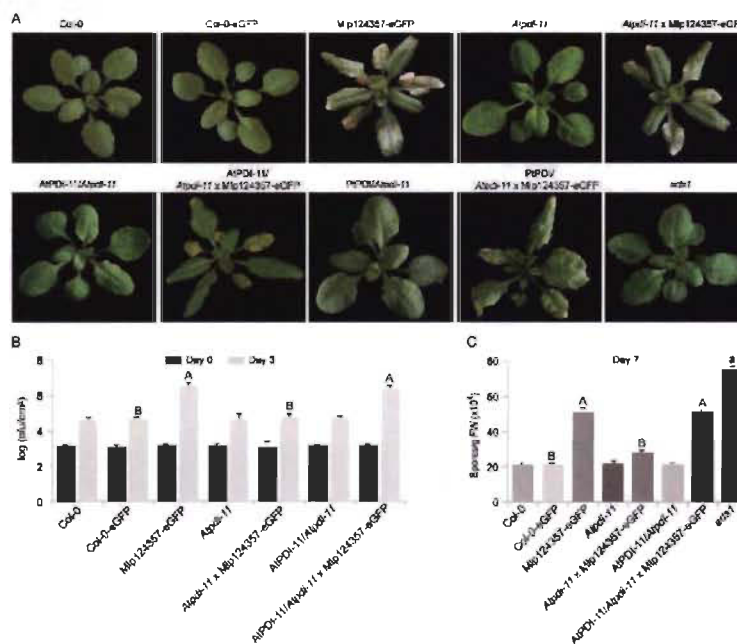 A
Col-0
Col-0-eGFP
Mlp124357-eGFP
Atpdi-11
Atpdi-11 x Mlp124357-eGFP
AtPDI-11/Atpdi-11
AtPDI-11/
Atpdi-11 x Mlp124357-eGFP
PtPDI/Atpdi-11
PtPDI/
Atpdi-11 x Mlp124357-eGFP
eds1
B
Day 0
Day 3
8
6
4
2
0
B
A
B
A
Col-0
Col-0-eGFP
Mlp124357-eGFP
Atpdi-11
Atpdi-11 x Mlp124357-eGFP
AtPDI-11/Atpdi-11
AtPDI-11/Atpdi-11 x Mlp124357-eGFP
C
Day 7
80
60
40
20
0
B
A
B
A
a
Col-0
Col-0-eGFP
Mlp124357-eGFP
Atpdi-11
Atpdi-11 x Mlp124357-eGFP
AtPDI-11/Atpdi-11
AtPDI-11/Atpdi-11 x Mlp124357-eGFP
eds1